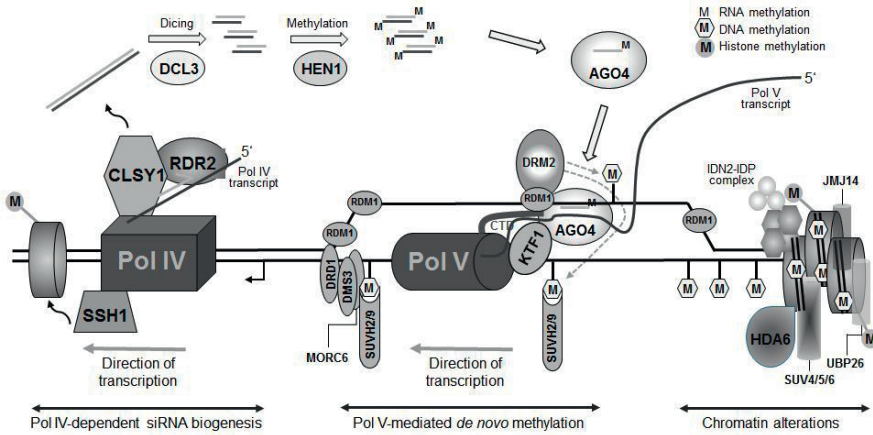 Dicing
DCL3
Methylation
HEN1
M
M
M
M
M
M
M
AGO4
M RNA methylation
M DNA methylation
M Histone methylation
Pol V
transcript
5'
CLSY1
RDR2
5'
Pol IV
transcript
M
Pol IV
SSH1
Direction of
transcription
Pol IV-dependent siRNA biogenesis
RDM1
RDM1
DRD1
DMS3
MORC6
M
SUVH2/9
Pol V
CTD
KTF1
DRM2
RDM1
M
AGO4
M
M
SUVH2/9
Direction of
transcription
Pol V-mediated de novo methylation
RDM1
M
M
M
IDN2-IDP
complex
M
JMJ14
M
M
M
M
M
HDA6
SUV4/5/6
UBP26
Chromatin alterations